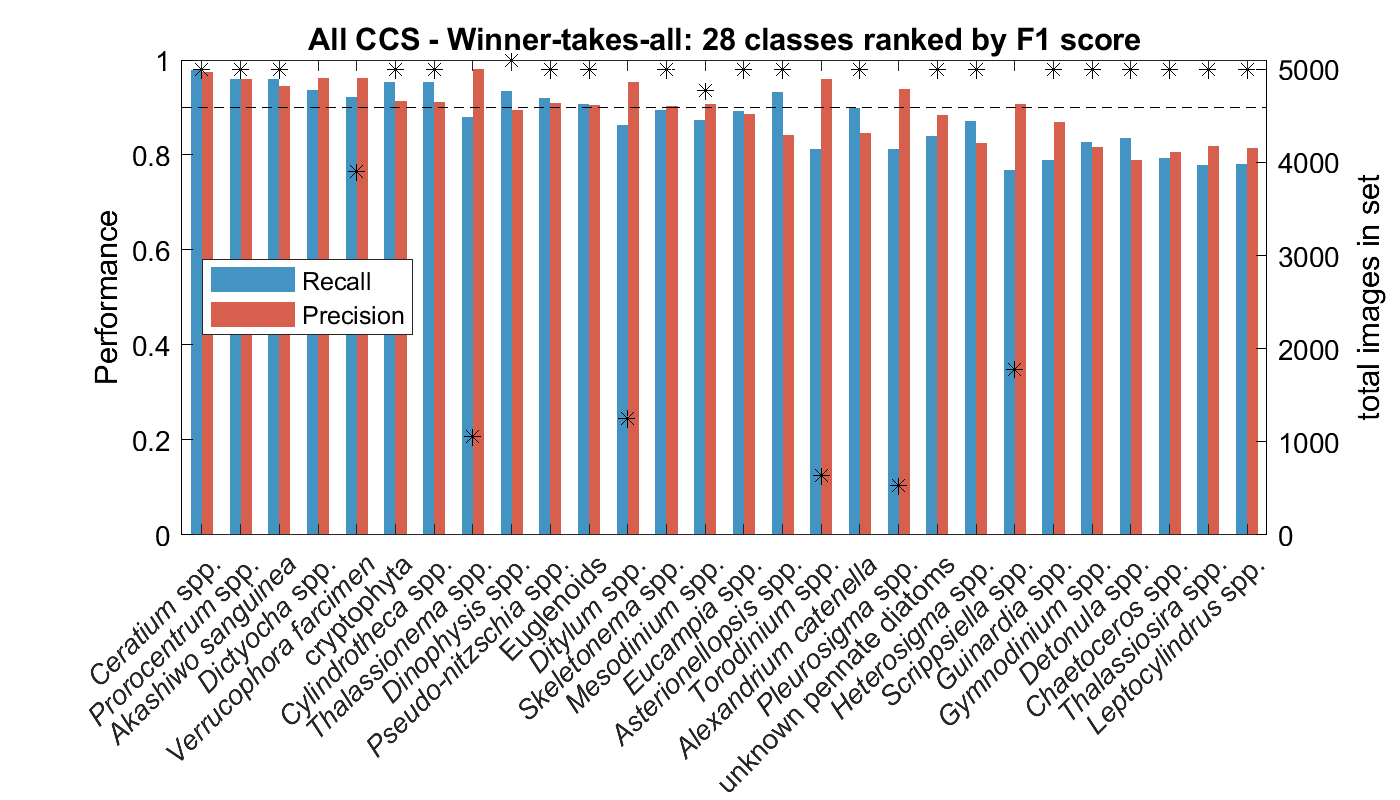 All CCS - Winner-takes-all: 28 classes ranked by F1 score
1
0.8
0.6
0.4
0.2
0
Performance
Recall
Precision
5000
4000
3000
2000
1000
0
total images in set
Ceratium spp.
Prorocentrum spp.
Akashiwo sanguinea
Dictyocha spp.
Verrucophora farcimen
cryptophyta
Cylindrotheca spp.
Thalassionema spp.
Dinophysis spp.
Pseudo-nitzschia spp.
Euglenoids
Ditylum spp.
Skeletonema spp.
Mesodinium spp.
Eucampia spp.
Asterionellopsis spp.
Torodinium spp.
Alexandrium catenella
Pleurosigma spp.
unknown pennate diatoms
Heterosigma spp.
Scrippsiella spp.
Guinardia spp.
Gymnodinium spp.
Detonula spp.
Chaetoceros spp.
Thalassiosira spp.
Leptocylindrus spp.